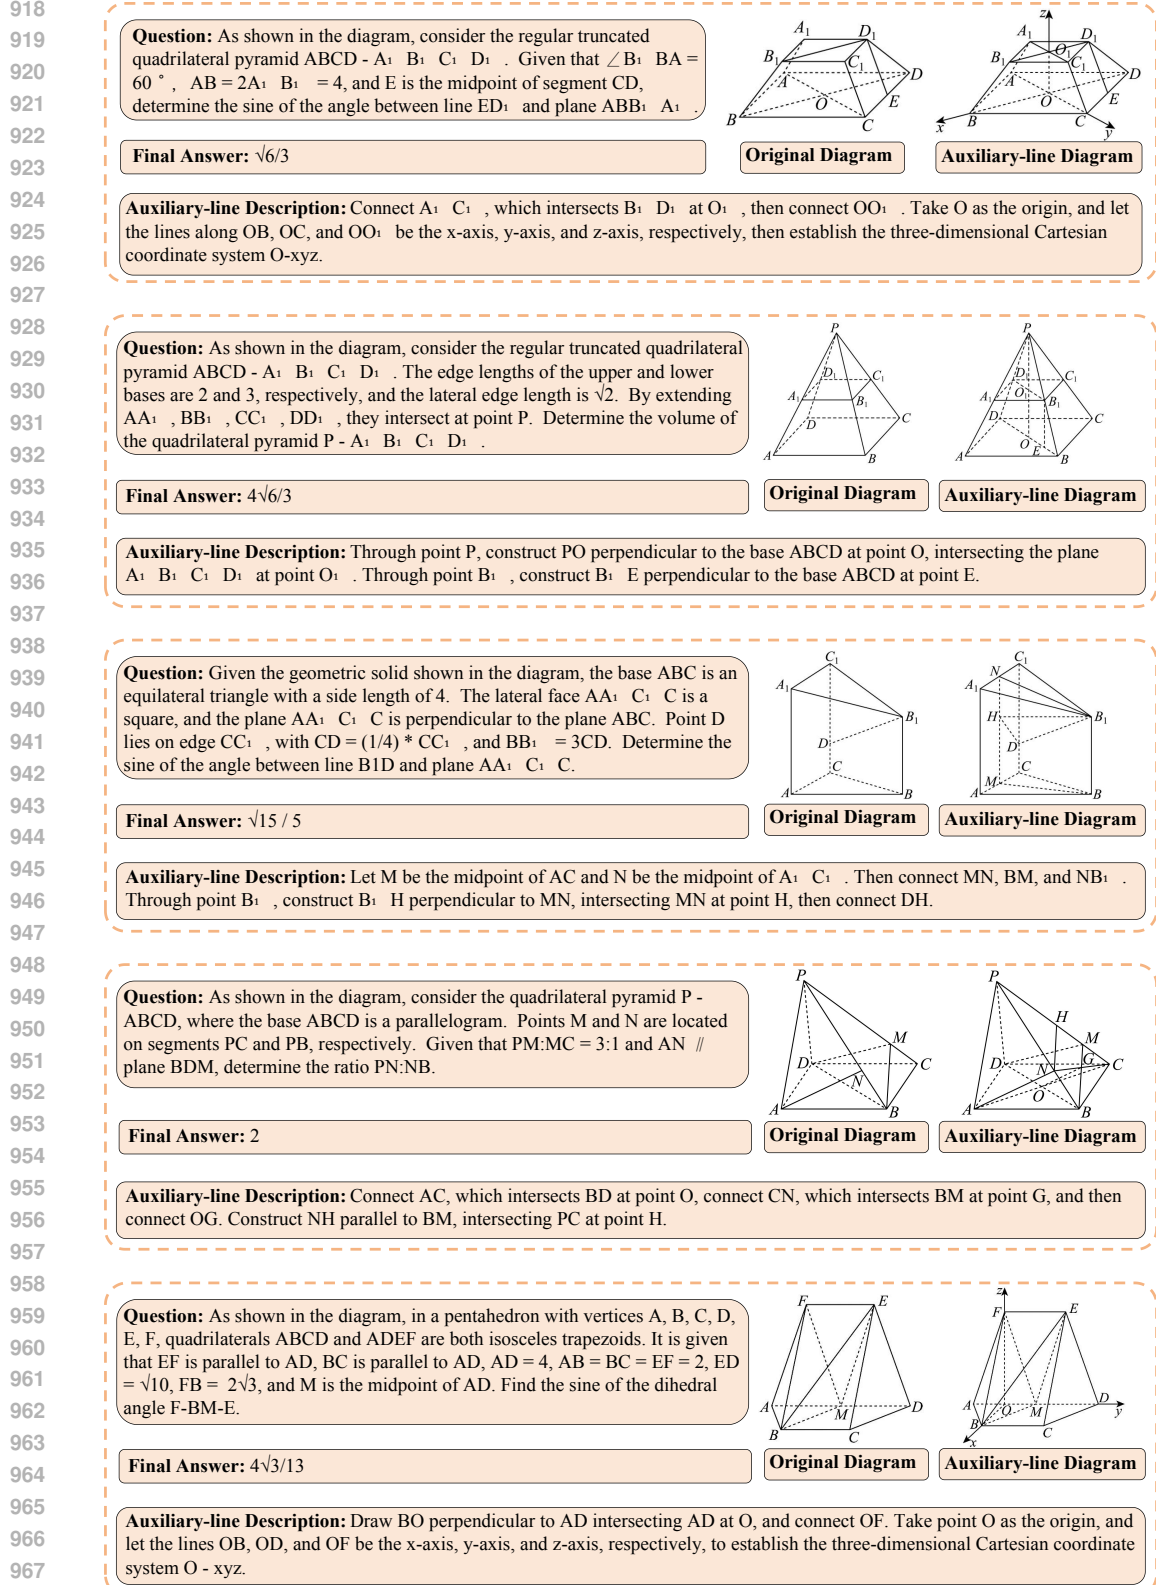 918
919
920
921
922
923
924
925
926
927
928
929
930
931
932
933
934
935
936
937
938
939
940
941
942
943
944
945
946
947
948
949
950
951
952
953
954
955
956
957
958
959
960
961
962
963
964
965
966
967
Question: As shown in the diagram, consider the regular truncated
quadrilateral pyramid ABCD - A₁ B₁ C₁ D₁ . Given that ∠B₁ BA =
60 °, AB = 2A₁ B₁ = 4, and E is the midpoint of segment CD,
determine the sine of the angle between line ED₁ and plane ABB₁ A₁ .
A₁ D₁ B₁ C₁ A D O E B C
z A₁ D₁ O₁ B₁ C₁ A D O E x B C y
Final Answer: √6/3
Original Diagram
Auxiliary-line Diagram
Auxiliary-line Description: Connect A₁ C₁ , which intersects B₁ D₁ at O₁ , then connect OO₁ . Take O as the origin, and let
the lines along OB, OC, and OO₁ be the x-axis, y-axis, and z-axis, respectively, then establish the three-dimensional Cartesian
coordinate system O-xyz.
Question: As shown in the diagram, consider the regular truncated quadrilateral
pyramid ABCD - A₁ B₁ C₁ D₁ . The edge lengths of the upper and lower
bases are 2 and 3, respectively, and the lateral edge length is √2. By extending
AA₁ , BB₁ , CC₁ , DD₁ , they intersect at point P. Determine the volume of
the quadrilateral pyramid P - A₁ B₁ C₁ D₁ .
P D₁ C₁ A₁ B₁ D C A B
P D₁ C₁ O₁ A₁ B₁ D C O E A B
Final Answer: 4√6/3
Original Diagram
Auxiliary-line Diagram
Auxiliary-line Description: Through point P, construct PO perpendicular to the base ABCD at point O, intersecting the plane
A₁ B₁ C₁ D₁ at point O₁ . Through point B₁ , construct B₁ E perpendicular to the base ABCD at point E.
Question: Given the geometric solid shown in the diagram, the base ABC is an
equilateral triangle with a side length of 4. The lateral face AA₁ C₁ C is a
square, and the plane AA₁ C₁ C is perpendicular to the plane ABC. Point D
lies on edge CC₁ , with CD = (1/4) * CC₁ , and BB₁ = 3CD. Determine the
sine of the angle between line B1D and plane AA₁ C₁ C.
C₁ A₁ B₁ D C A B
C₁ N A₁ H B₁ D C M A B
Final Answer: √15 / 5
Original Diagram
Auxiliary-line Diagram
Auxiliary-line Description: Let M be the midpoint of AC and N be the midpoint of A₁ C₁ . Then connect MN, BM, and NB₁ .
Through point B₁ , construct B₁ H perpendicular to MN, intersecting MN at point H, then connect DH.
Question: As shown in the diagram, consider the quadrilateral pyramid P -
ABCD, where the base ABCD is a parallelogram. Points M and N are located
on segments PC and PB, respectively. Given that PM:MC = 3:1 and AN //
plane BDM, determine the ratio PN:NB.
P M D C N A B
P H M D G C N O A B
Final Answer: 2
Original Diagram
Auxiliary-line Diagram
Auxiliary-line Description: Connect AC, which intersects BD at point O, connect CN, which intersects BM at point G, and then
connect OG. Construct NH parallel to BM, intersecting PC at point H.
Question: As shown in the diagram, in a pentahedron with vertices A, B, C, D,
E, F, quadrilaterals ABCD and ADEF are both isosceles trapezoids. It is given
that EF is parallel to AD, BC is parallel to AD, AD = 4, AB = BC = EF = 2, ED
= √10, FB = 2√3, and M is the midpoint of AD. Find the sine of the dihedral
angle F-BM-E.
F E A M D B C
z F E A O M D y B C x
Final Answer: 4√3/13
Original Diagram
Auxiliary-line Diagram
Auxiliary-line Description: Draw BO perpendicular to AD intersecting AD at O, and connect OF. Take point O as the origin, and
let the lines OB, OD, and OF be the x-axis, y-axis, and z-axis, respectively, to establish the three-dimensional Cartesian coordinate
system O - xyz.